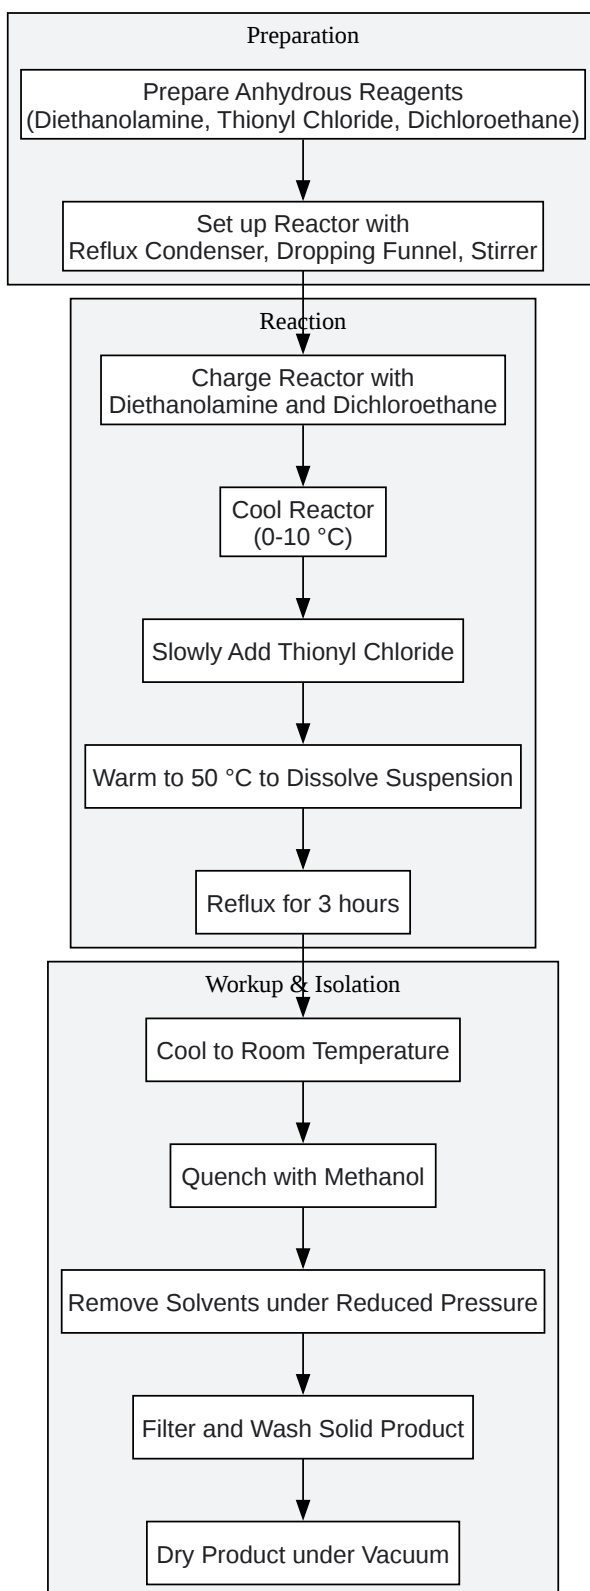 Preparation
Prepare Anhydrous Reagents
(Diethanolamine, Thionyl Chloride, Dichloroethane)
Set up Reactor with
Reflux Condenser, Dropping Funnel, Stirrer
Reaction
Charge Reactor with
Diethanolamine and Dichloroethane
Cool Reactor
(0-10 °C)
Slowly Add Thionyl Chloride
Warm to 50 °C to Dissolve Suspension
Reflux for 3 hours
Workup & Isolation
Cool to Room Temperature
Quench with Methanol
Remove Solvents under Reduced Pressure
Filter and Wash Solid Product
Dry Product under Vacuum